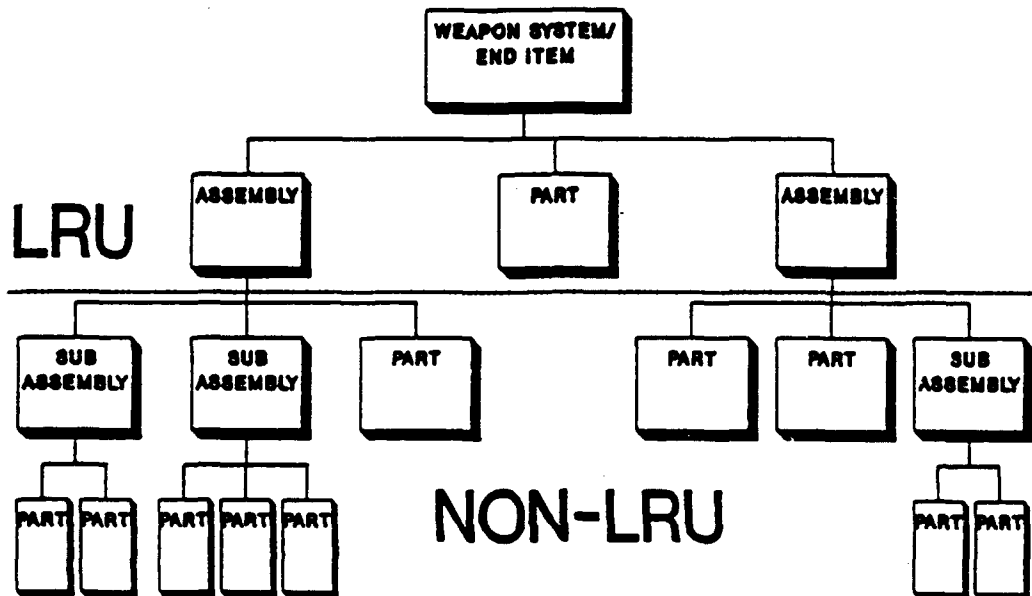 WEAPON SYSTEM/
END ITEM
ASSEMBLY
PART
ASSEMBLY
LRU
SUB
ASSEMBLY
SUB
ASSEMBLY
PART
PART
PART
SUB
ASSEMBLY
PART
PART
PART
PART
PART
NON-LRU
PART
PART